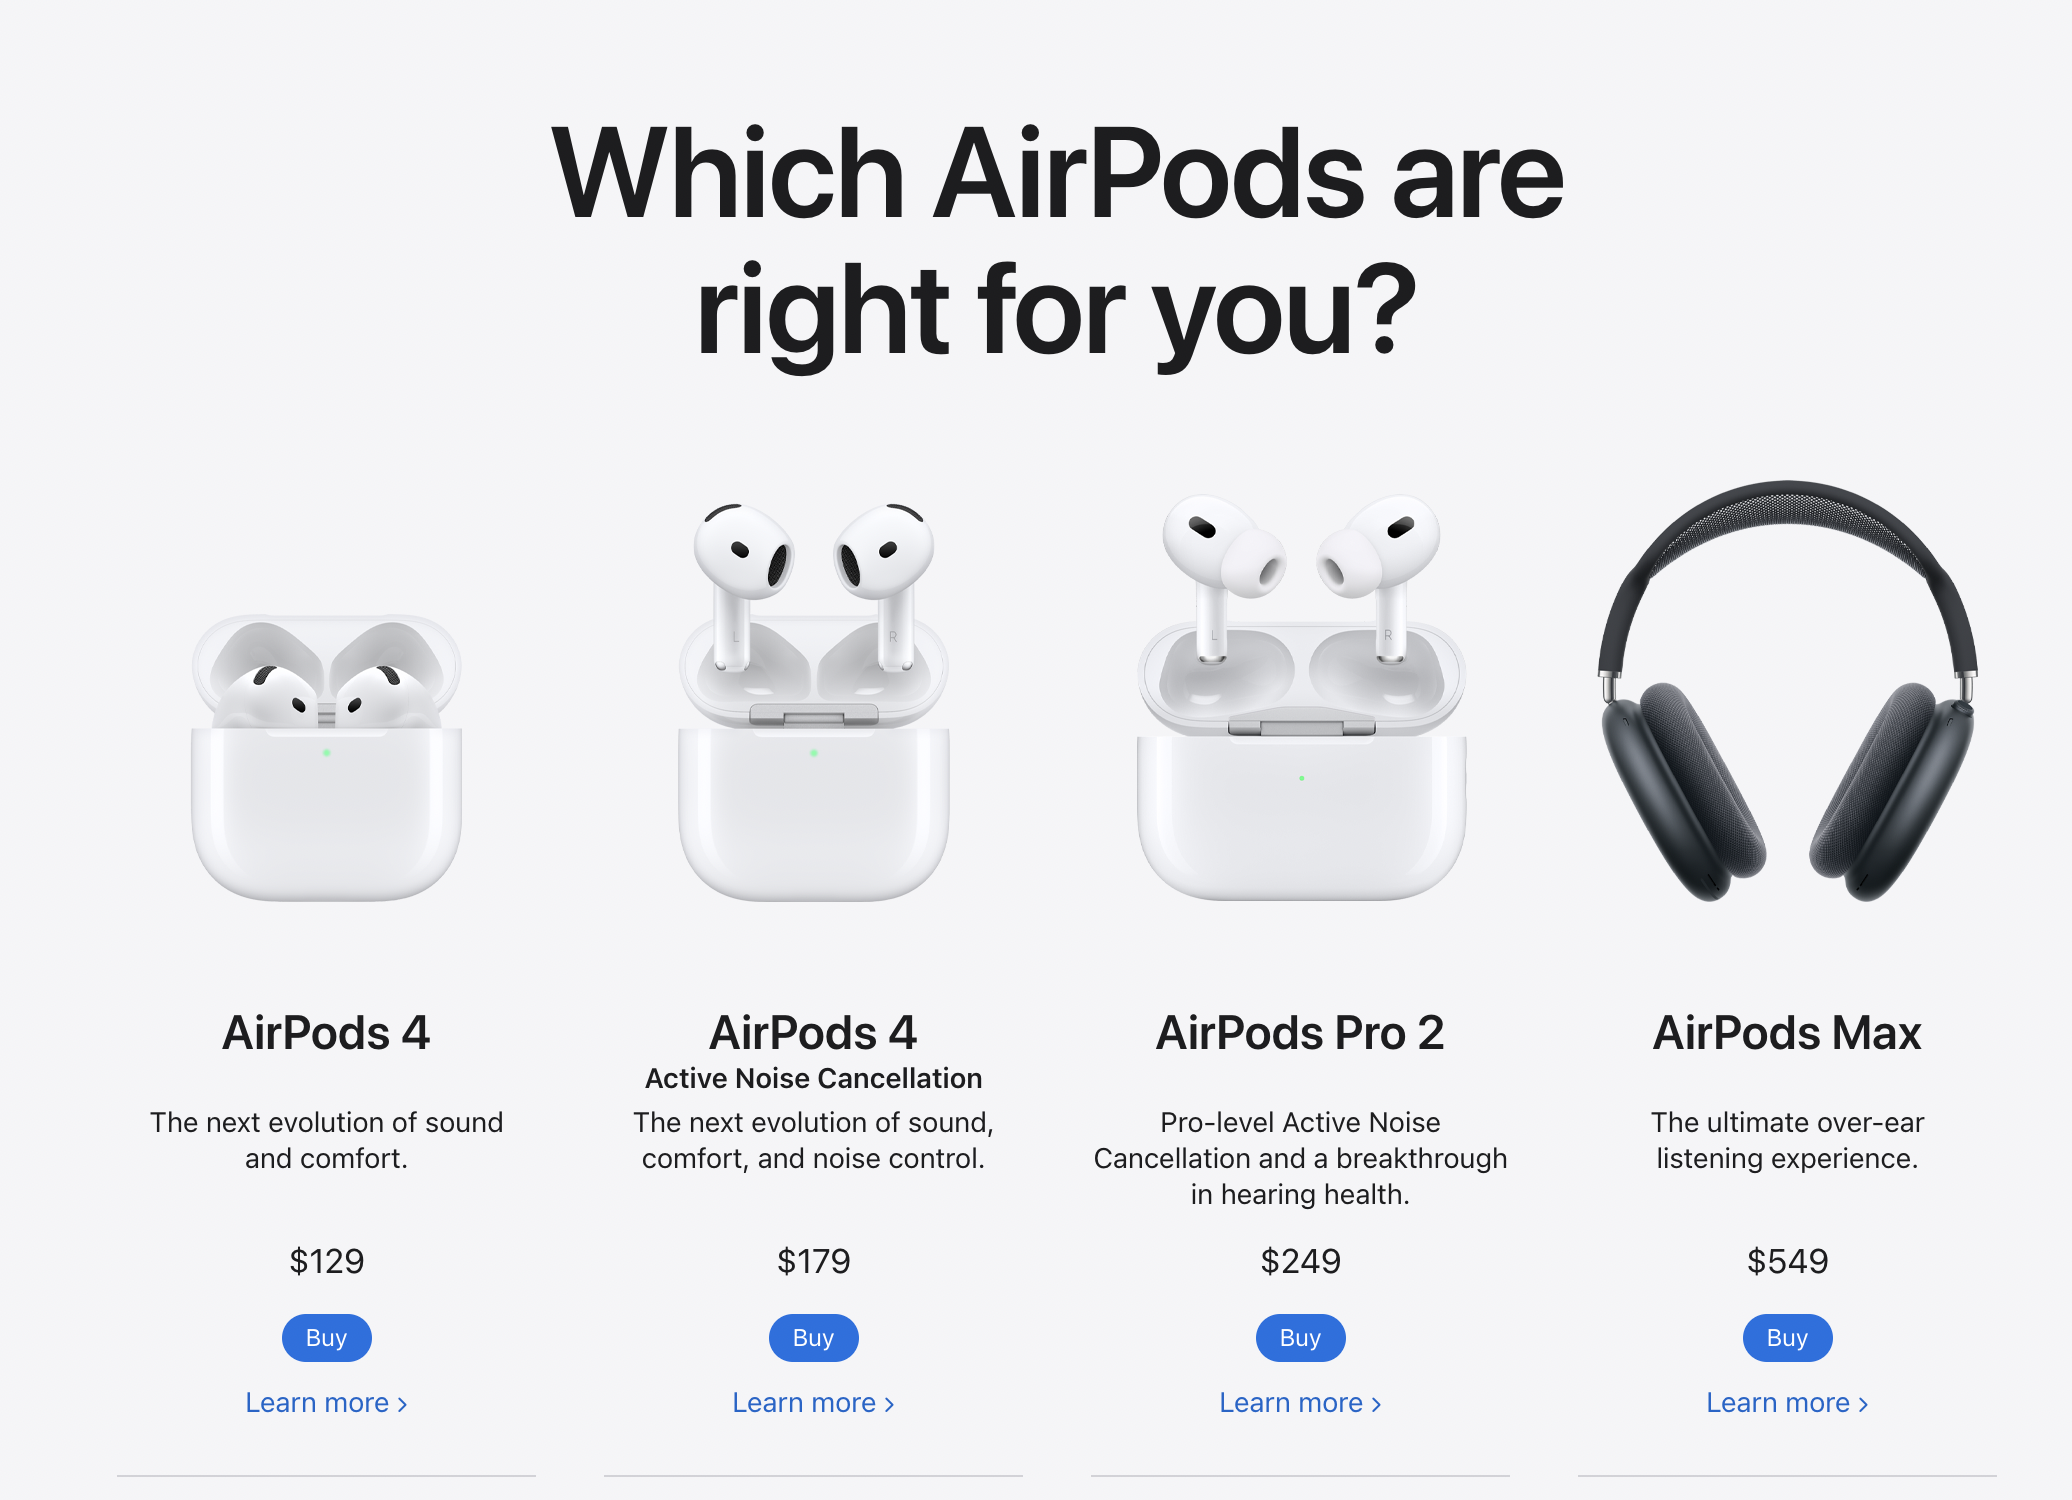 Which AirPods are
right for you?
L
R
L
R
AirPods 4
The next evolution of sound
and comfort.
$129
Buy
Learn more >
AirPods 4
Active Noise Cancellation
The next evolution of sound,
comfort, and noise control.
$179
Buy
Learn more >
AirPods Pro 2
Pro-level Active Noise
Cancellation and a breakthrough
in hearing health.
$249
Buy
Learn more >
AirPods Max
The ultimate over-ear
listening experience.
$549
Buy
Learn more >